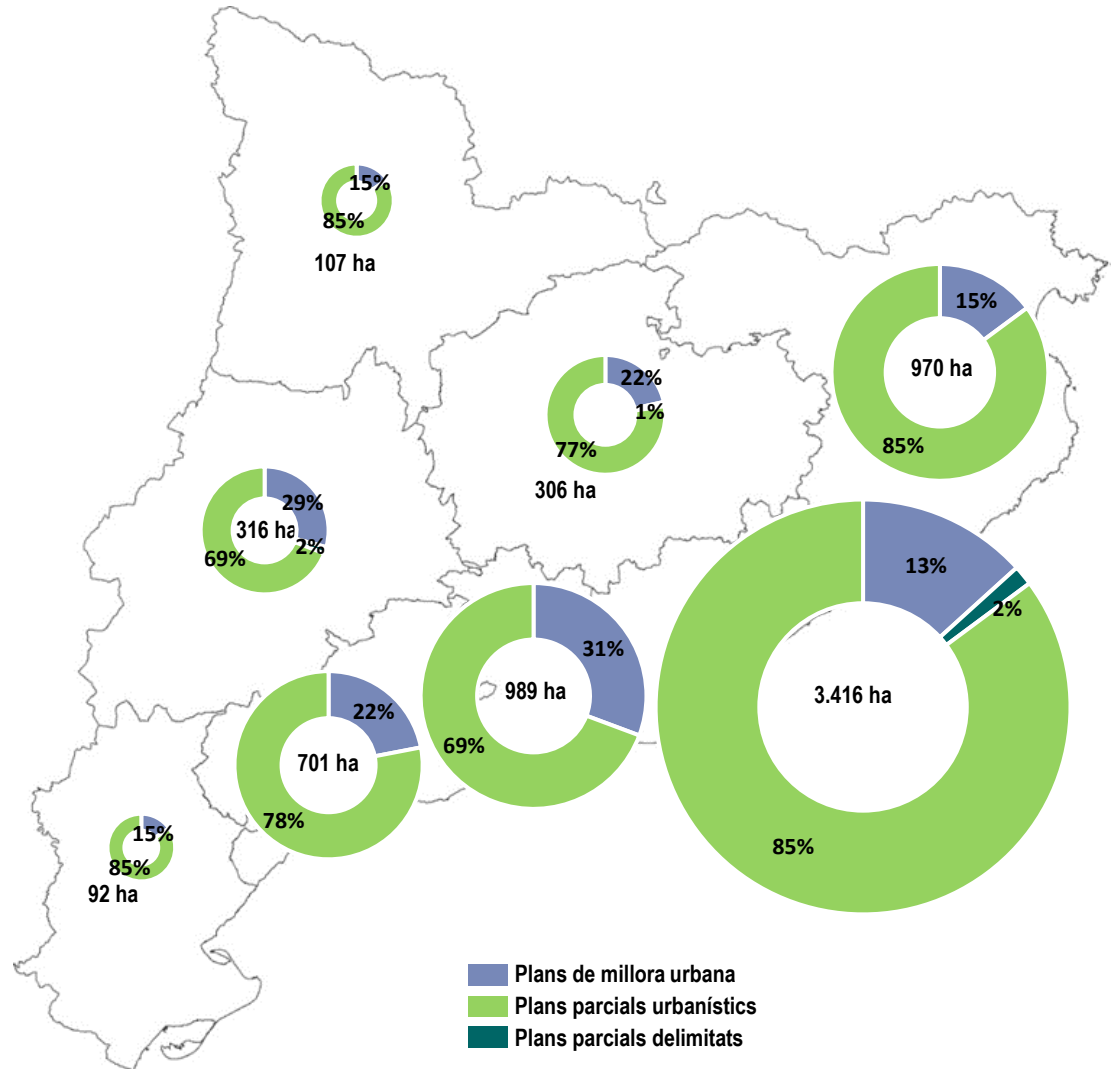 15%
85%
107 ha
15%
970 ha
85%
22%
1%
77%
306 ha
29%
316 ha
2%
69%
13%
2%
3.416 ha
85%
31%
989 ha
69%
22%
701 ha
78%
15%
85%
92 ha
Plans de millora urbana
Plans parcials urbanístics
Plans parcials delimitats